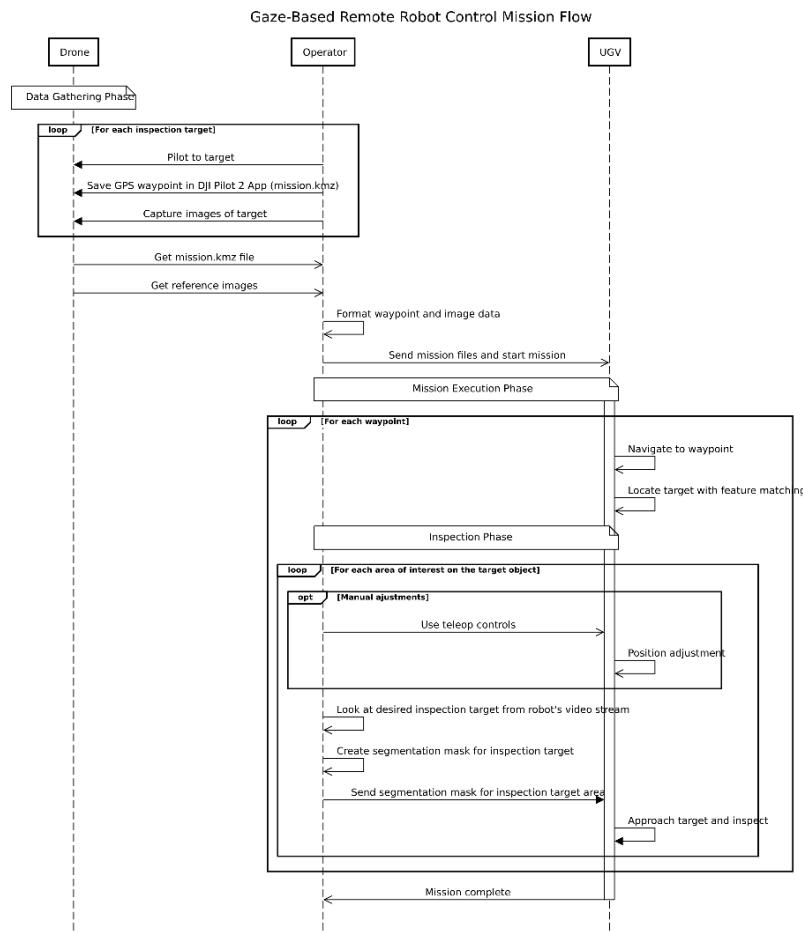 Gaze-Based Remote Robot Control Mission Flow
Drone
Operator
UGV
Data Gathering Phase
loop
[For each inspection target]
Pilot to target
Save GPS waypoint in DJI Pilot 2 App (mission.kmz)
Capture images of target
Get mission.kmz file
Get reference images
Format waypoint and image data
Send mission files and start mission
Mission Execution Phase
loop
[For each waypoint]
Navigate to waypoint
Locate target with feature matching
Inspection Phase
loop
[For each area of interest on the target object]
opt
[Manual ajustments]
Use teleop controls
Position adjustment
Look at desired inspection target from robot's video stream
Create segmentation mask for inspection target
Send segmentation mask for inspection target area
Approach target and inspect
Mission complete